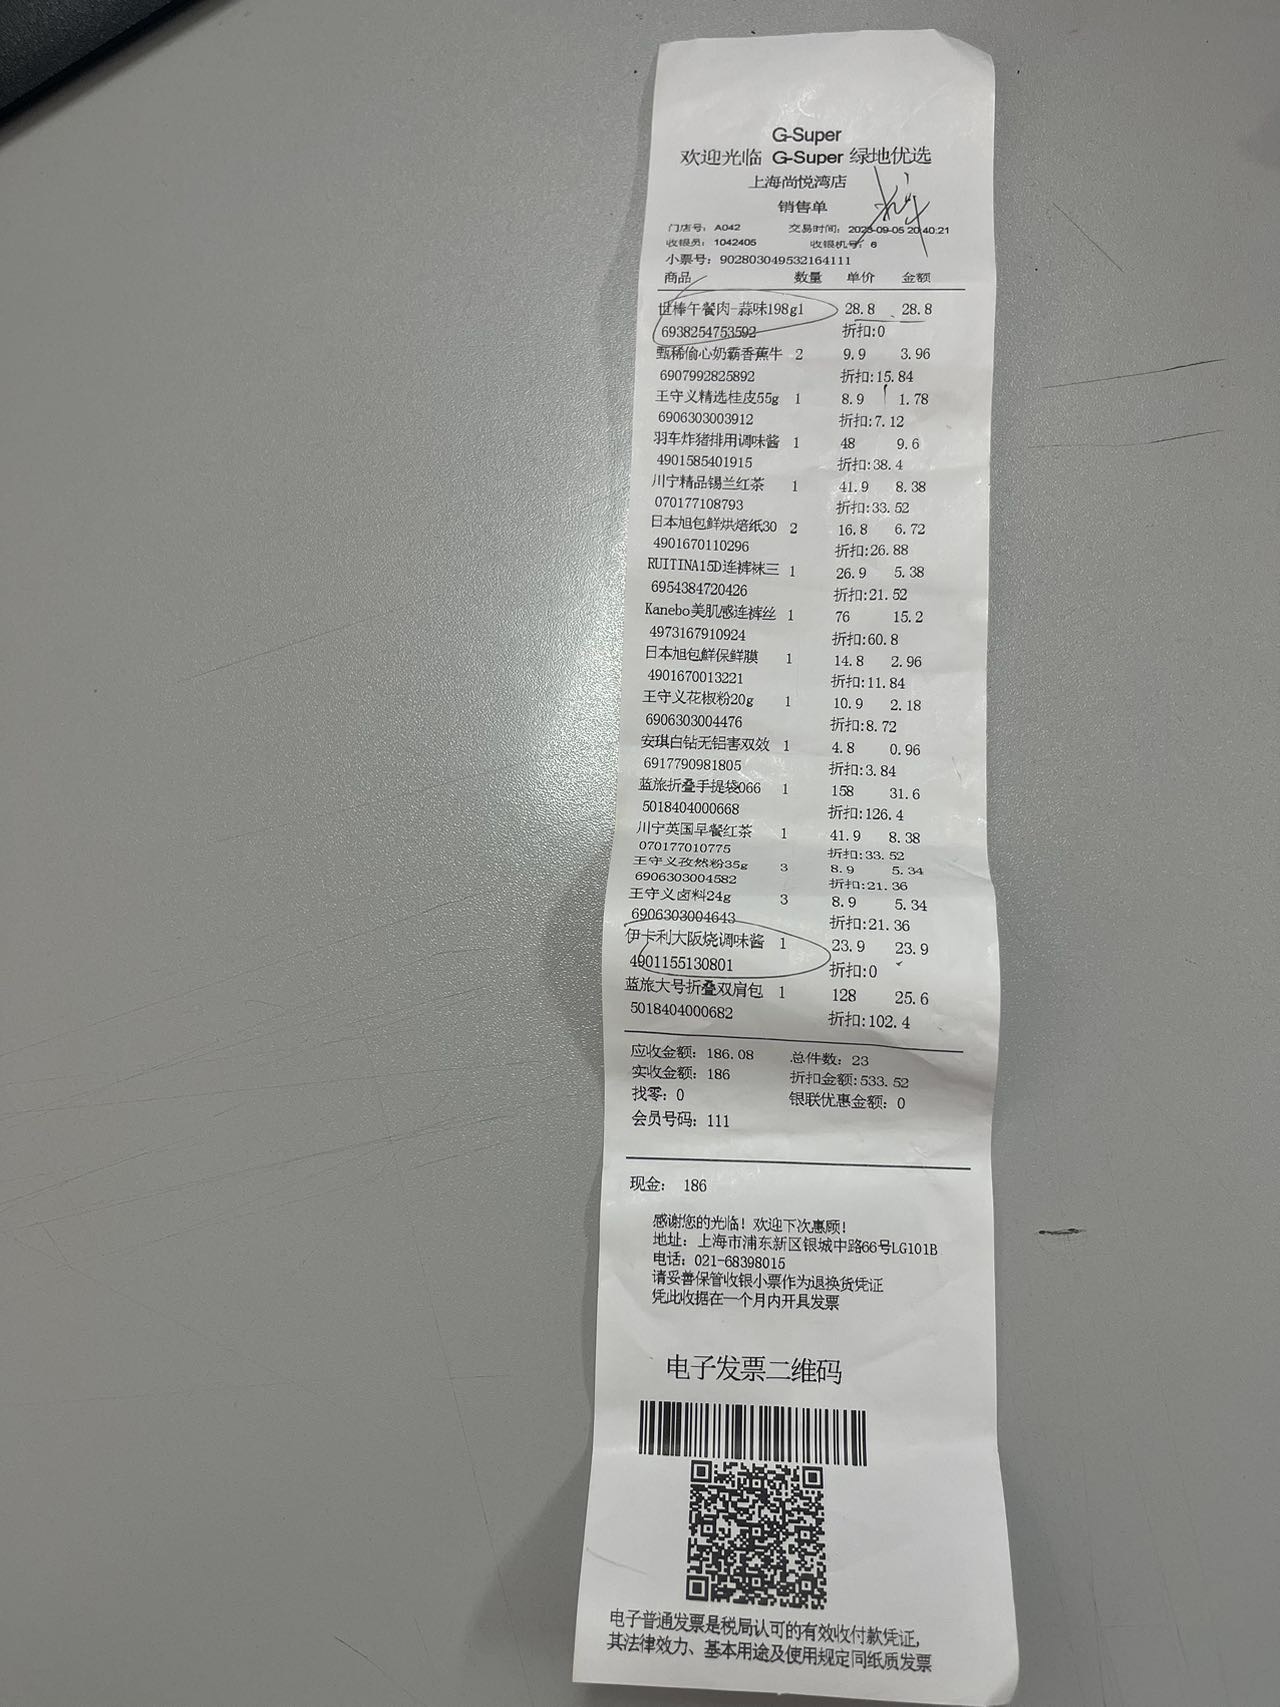 G-Super
欢迎光临 G-Super 绿地优选
上海尚悦湾店
销售单
门店号：A042 交易时间：2023-09-05 20:40:21
收银员：1042405 收银机号：6
小票号：902803049532164111
商品 数量 单价 金额
世棒午餐肉-蒜味198g1 28.8 28.8
6938254753592 折扣:0
甄稀偷心奶霸香蕉牛 2 9.9 3.96
6907992825892 折扣:15.84
王守义精选桂皮55g 1 8.9 1.78
6906303003912 折扣:7.12
羽车炸猪排用调味酱 1 48 9.6
4901585401915 折扣:38.4
川宁精品锡兰红茶 1 41.9 8.38
070177108793 折扣:33.52
日本旭包鲜烘焙纸30 2 16.8 6.72
4901670110296 折扣:26.88
RUITINA15D连裤袜三 1 26.9 5.38
6954384720426 折扣:21.52
Kanebo美肌感连裤丝 1 76 15.2
4973167910924 折扣:60.8
日本旭包鲜保鲜膜 1 14.8 2.96
4901670013221 折扣:11.84
王守义花椒粉20g 1 10.9 2.18
6906303004476 折扣:8.72
安琪白钻无铝害双效 1 4.8 0.96
6917790981805 折扣:3.84
蓝旅折叠手提袋066 1 158 31.6
5018404000668 折扣:126.4
川宁英国早餐红茶 1 41.9 8.38
070177010775 折扣:33.52
王守义孜然粉35g 3 8.9 5.34
6906303004582 折扣:21.36
王守义卤料24g 3 8.9 5.34
6906303004643 折扣:21.36
伊卡利大阪烧调味酱 1 23.9 23.9
4901155130801 折扣:0
蓝旅大号折叠双肩包 1 128 25.6
5018404000682 折扣:102.4
应收金额：186.08 总件数：23
实收金额：186 折扣金额:533.52
找零：0 银联优惠金额：0
会员号码：111
现金： 186
感谢您的光临！欢迎下次惠顾！
地址：上海市浦东新区银城中路66号LG101B
电话：021-68398015
请妥善保管收银小票作为退换货凭证
凭此收据在一个月内开具发票
电子发票二维码
电子普通发票是税局认可的有效收付款凭证,
其法律效力、基本用途及使用规定同纸质发票